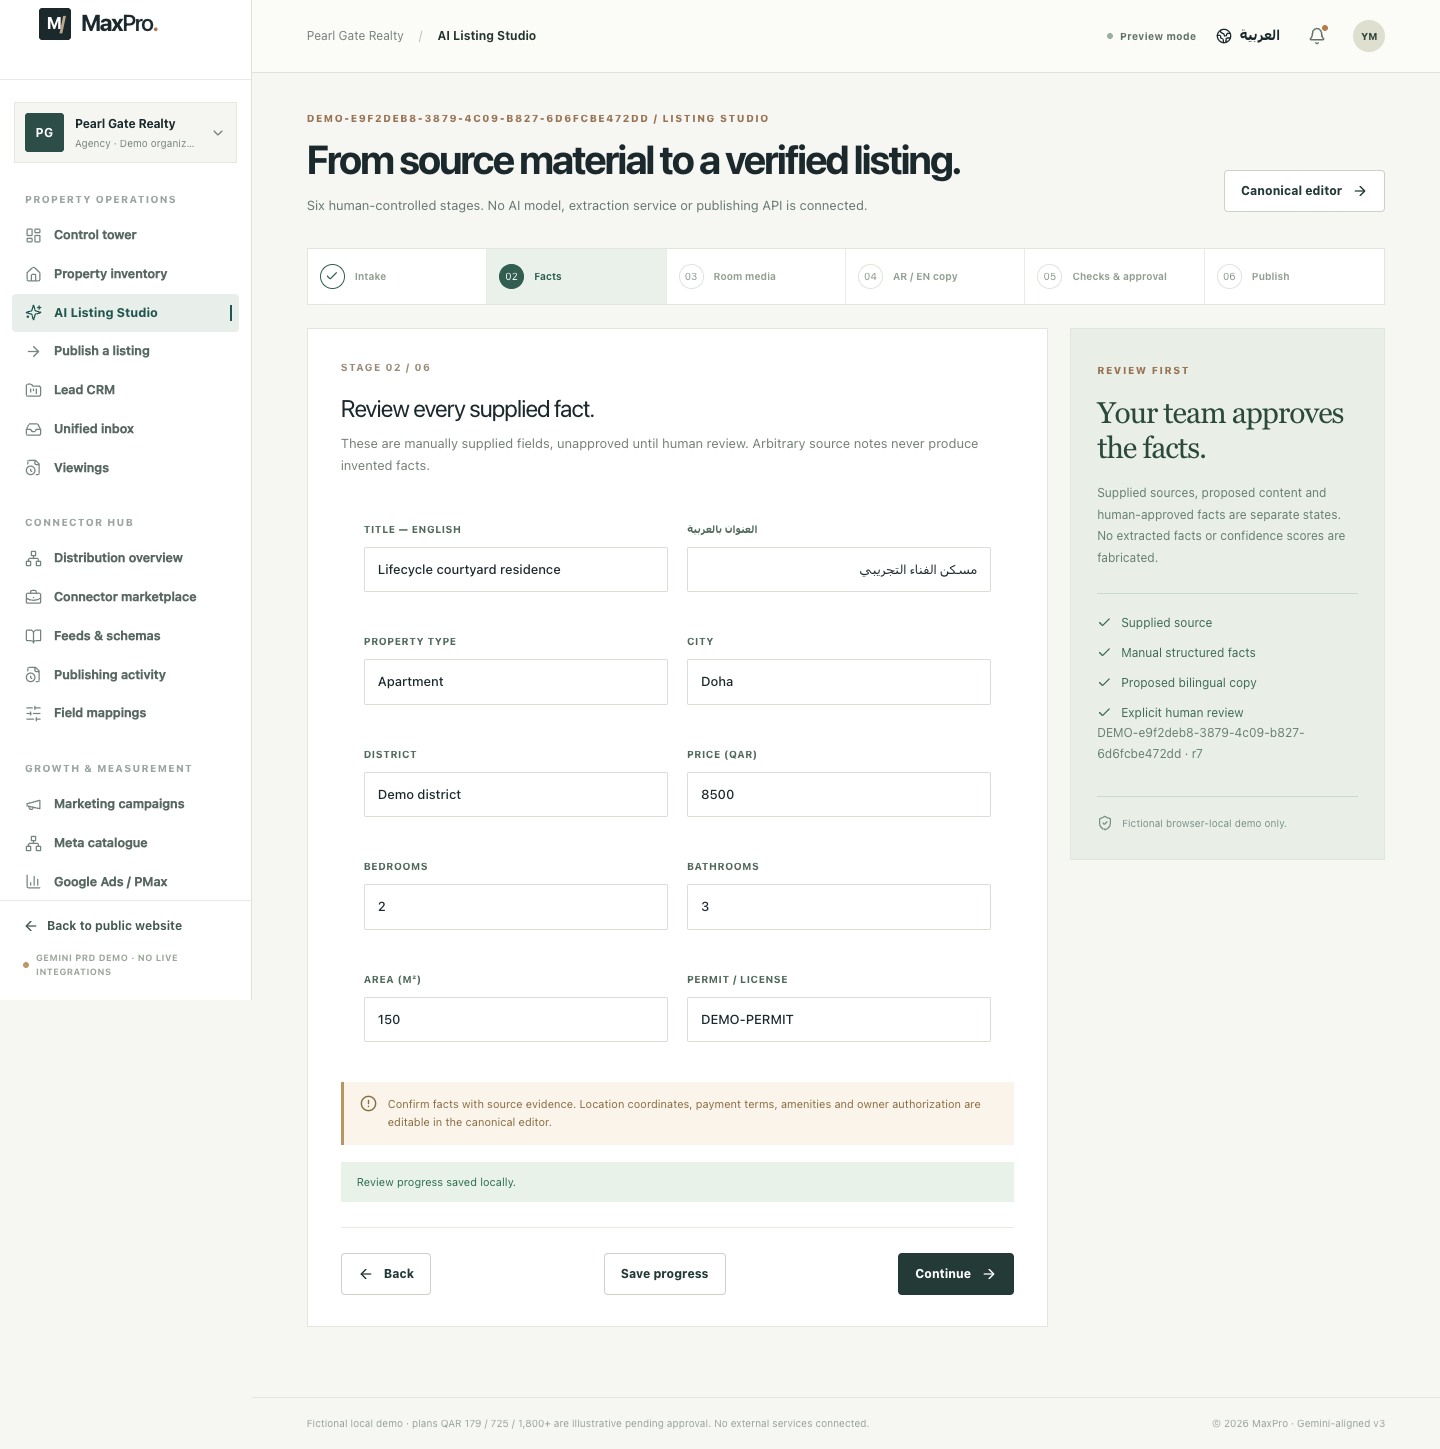 M/ MaxPro.
PG
Pearl Gate Realty
Agency · Demo organiz...
PROPERTY OPERATIONS
Control tower
Property inventory
AI Listing Studio
Publish a listing
Lead CRM
Unified inbox
Viewings
CONNECTOR HUB
Distribution overview
Connector marketplace
Feeds & schemas
Publishing activity
Field mappings
GROWTH & MEASUREMENT
Marketing campaigns
Meta catalogue
Google Ads / PMax
Back to public website
GEMINI PRD DEMO · NO LIVE
INTEGRATIONS
Pearl Gate Realty / AI Listing Studio
Preview mode
العربية
YM
DEMO-E9F2DEB8-3879-4C09-B827-6D6FCBE472DD / LISTING STUDIO
From source material to a verified listing.
Six human-controlled stages. No AI model, extraction service or publishing API is connected.
Canonical editor
Intake
02 Facts
03 Room media
04 AR / EN copy
05 Checks & approval
06 Publish
STAGE 02 / 06
Review every supplied fact.
These are manually supplied fields, unapproved until human review. Arbitrary source notes never produce
invented facts.
TITLE — ENGLISH
Lifecycle courtyard residence
العنوان بالعربية
مسكن الفناء التجريبي
PROPERTY TYPE
Apartment
CITY
Doha
DISTRICT
Demo district
PRICE (QAR)
8500
BEDROOMS
2
BATHROOMS
3
AREA (M²)
150
PERMIT / LICENSE
DEMO-PERMIT
Confirm facts with source evidence. Location coordinates, payment terms, amenities and owner authorization are
editable in the canonical editor.
Review progress saved locally.
Back
Save progress
Continue
REVIEW FIRST
Your team approves
the facts.
Supplied sources, proposed content and
human-approved facts are separate states.
No extracted facts or confidence scores are
fabricated.
Supplied source
Manual structured facts
Proposed bilingual copy
Explicit human review
DEMO-e9f2deb8-3879-4c09-b827-
6d6fcbe472dd · r7
Fictional browser-local demo only.
Fictional local demo · plans QAR 179 / 725 / 1,800+ are illustrative pending approval. No external services connected.
© 2026 MaxPro · Gemini-aligned v3